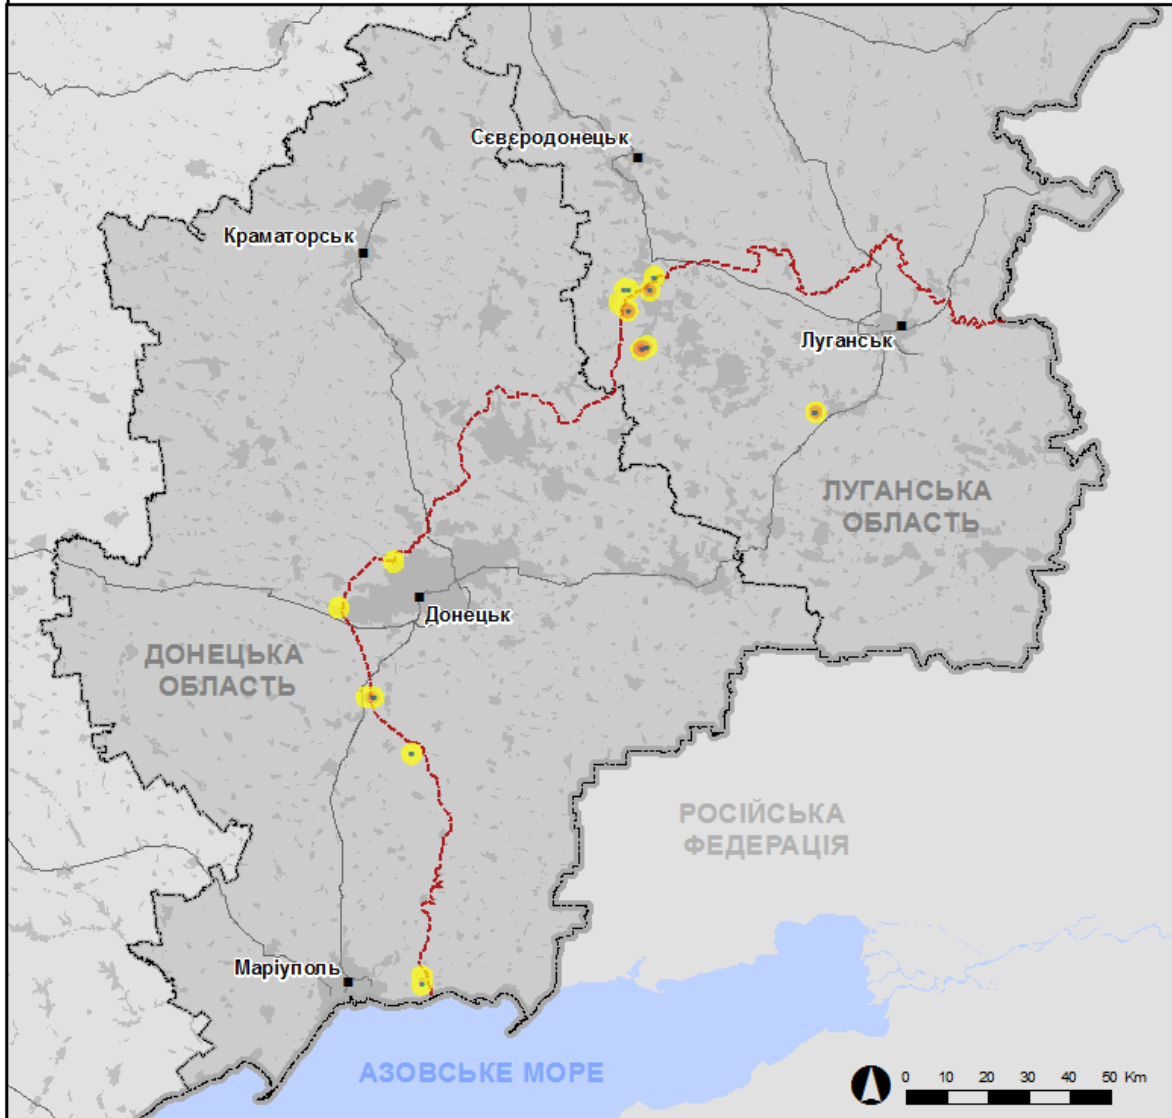 Сєвєродонецьк
Краматорськ
Луганськ
ЛУГАНСЬКА
ОБЛАСТЬ
Донецьк
ДОНЕЦЬКА
ОБЛАСТЬ
РОСІЙСЬКА
ФЕДЕРАЦІЯ
Маріуполь
АЗОВСЬКЕ МОРЕ
0 10 20 30 40 50 Km